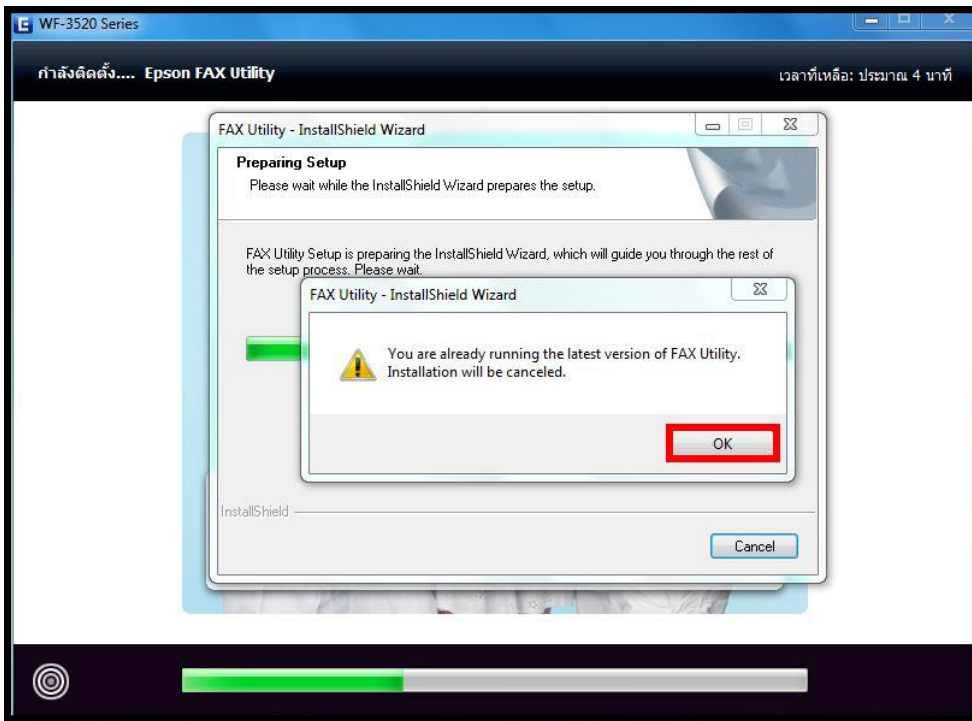 WF-3520 Series
กำลังติดตั้ง.... Epson FAX Utility
เวลาที่เหลือ: ประมาณ 4 นาที
FAX Utility - InstallShield Wizard
Preparing Setup
Please wait while the InstallShield Wizard prepares the setup.
FAX Utility Setup is preparing the InstallShield Wizard, which will guide you through the rest of
the setup process. Please wait.
FAX Utility - InstallShield Wizard
You are already running the latest version of FAX Utility.
Installation will be canceled.
OK
InstallShield
Cancel